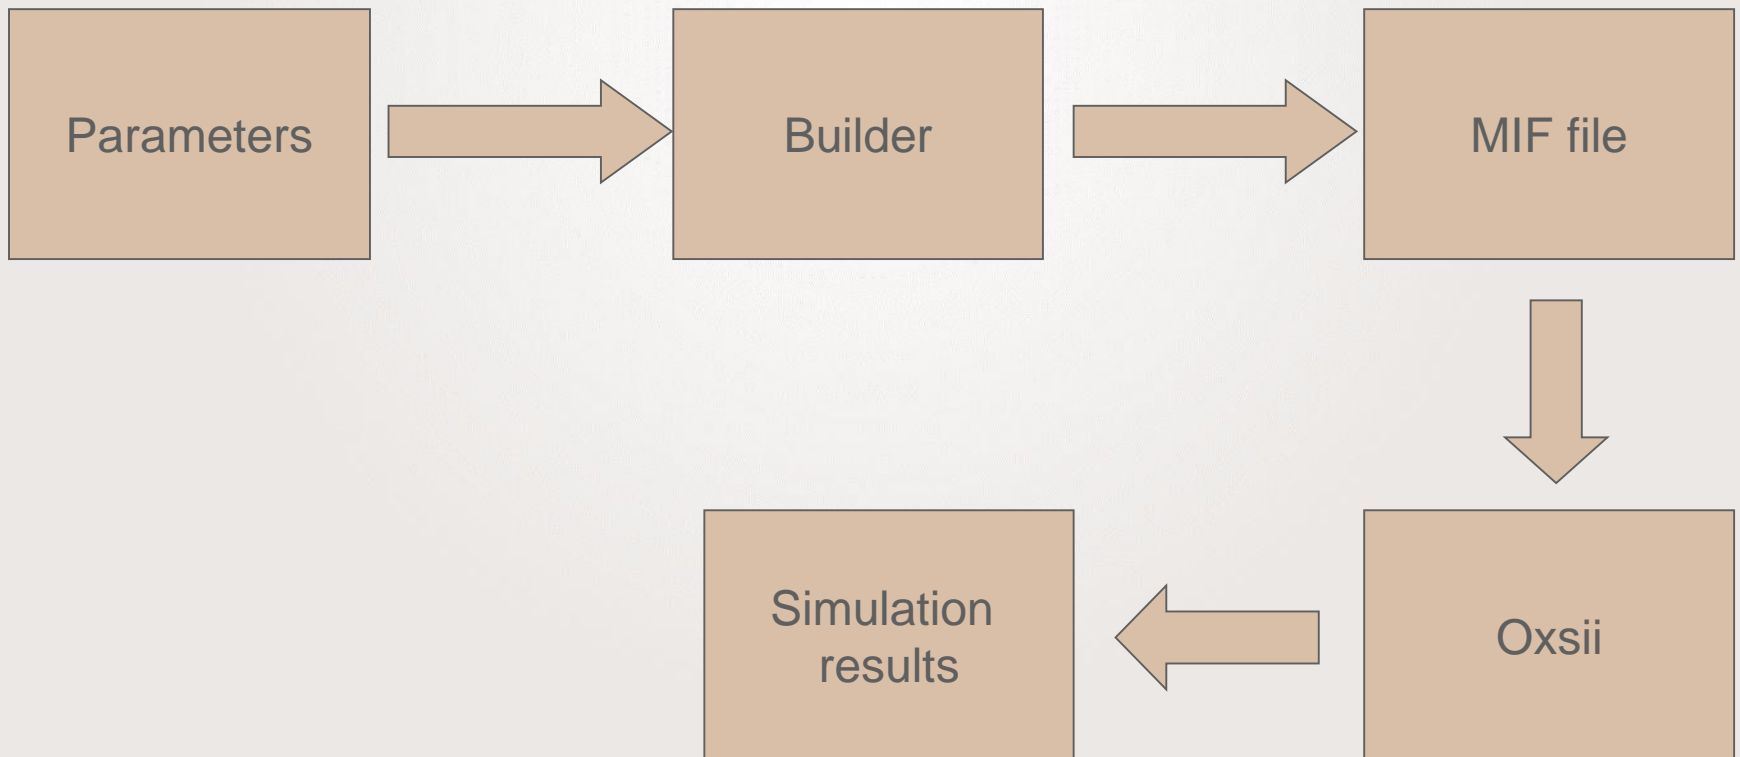 Parameters
Builder
MIF file
Oxsii
Simulation
results